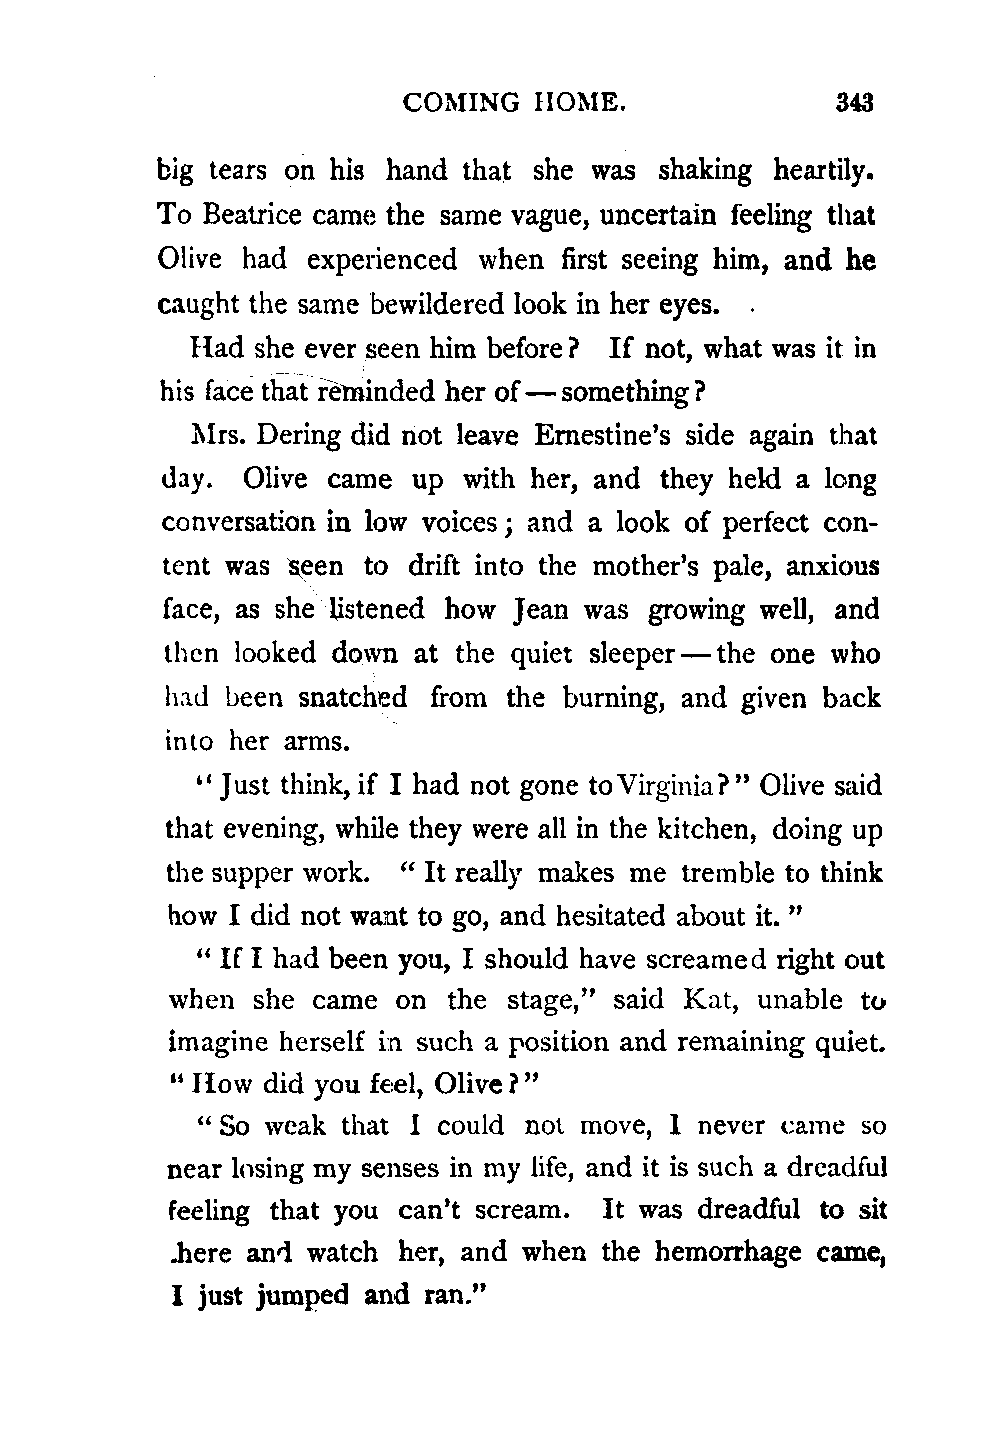 COMING HOME. 343
big tears on his hand that she was shaking heartily.
To Beatrice came the same vague, uncertain feeling that
Olive had experienced when first seeing him, and he
caught the same bewildered look in her eyes.
Had she ever seen him before? If not, what was it in
his face that reminded her of — something?
Mrs. Dering did not leave Ernestine's side again that
day. Olive came up with her, and they held a long
conversation in low voices; and a look of perfect con-
tent was seen to drift into the mother's pale, anxious
face, as she listened how Jean was growing well, and
then looked down at the quiet sleeper — the one who
had been snatched from the burning, and given back
into her arms.
"Just think, if I had not gone to Virginia?" Olive said
that evening, while they were all in the kitchen, doing up
the supper work. "It really makes me tremble to think
how I did not want to go, and hesitated about it."
"If I had been you, I should have screamed right out
when she came on the stage," said Kat, unable to
imagine herself in such a position and remaining quiet.
"How did you feel, Olive?"
"So weak that I could not move, I never came so
near losing my senses in my life, and it is such a dreadful
feeling that you can't scream. It was dreadful to sit
here and watch her, and when the hemorrhage came,
I just jumped and ran."